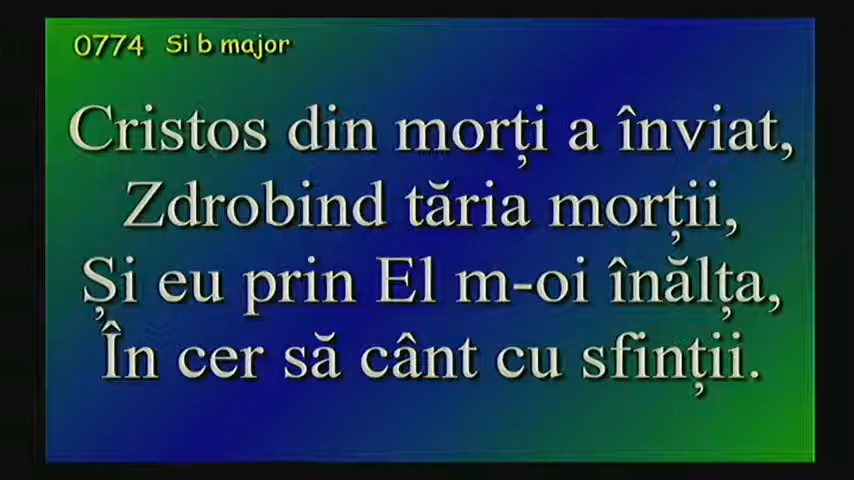 0774 Si b major
Cristos din morți a înviat,
Zdrobind tăria morții,
Și eu prin El m-oi înălța,
În cer să cânt cu sfinții.